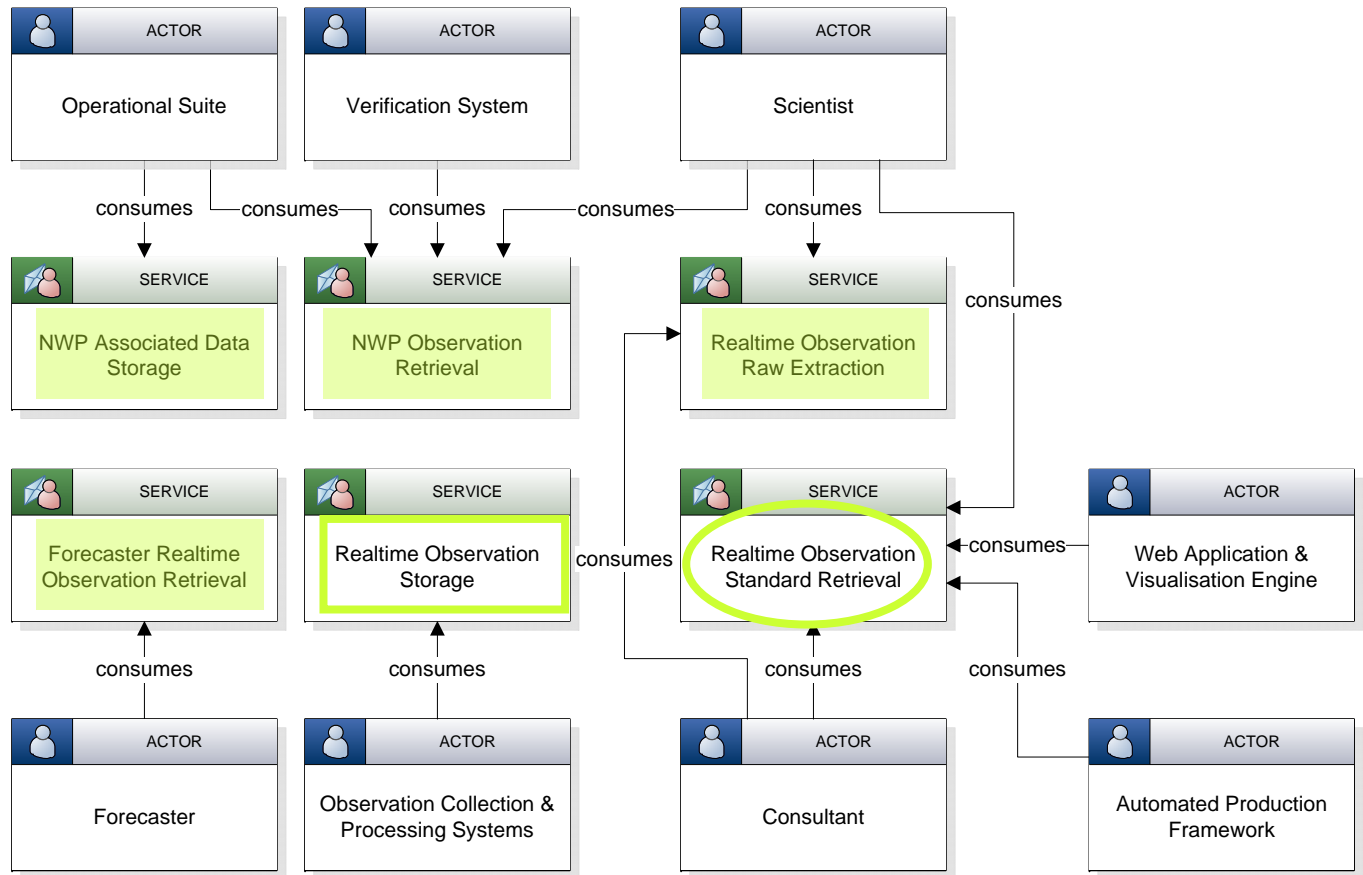 ACTOR
Operational Suite
ACTOR
Verification System
ACTOR
Scientist
consumes
consumes
consumes
consumes
consumes
consumes
SERVICE
NWP Associated Data
Storage
SERVICE
NWP Observation
Retrieval
SERVICE
Realtime Observation
Raw Extraction
SERVICE
Forecaster Realtime
Observation Retrieval
SERVICE
Realtime Observation
Storage
consumes
SERVICE
Realtime Observation
Standard Retrieval
consumes
ACTOR
Web Application &
Visualisation Engine
consumes
consumes
consumes
consumes
ACTOR
Forecaster
ACTOR
Observation Collection &
Processing Systems
ACTOR
Consultant
ACTOR
Automated Production
Framework